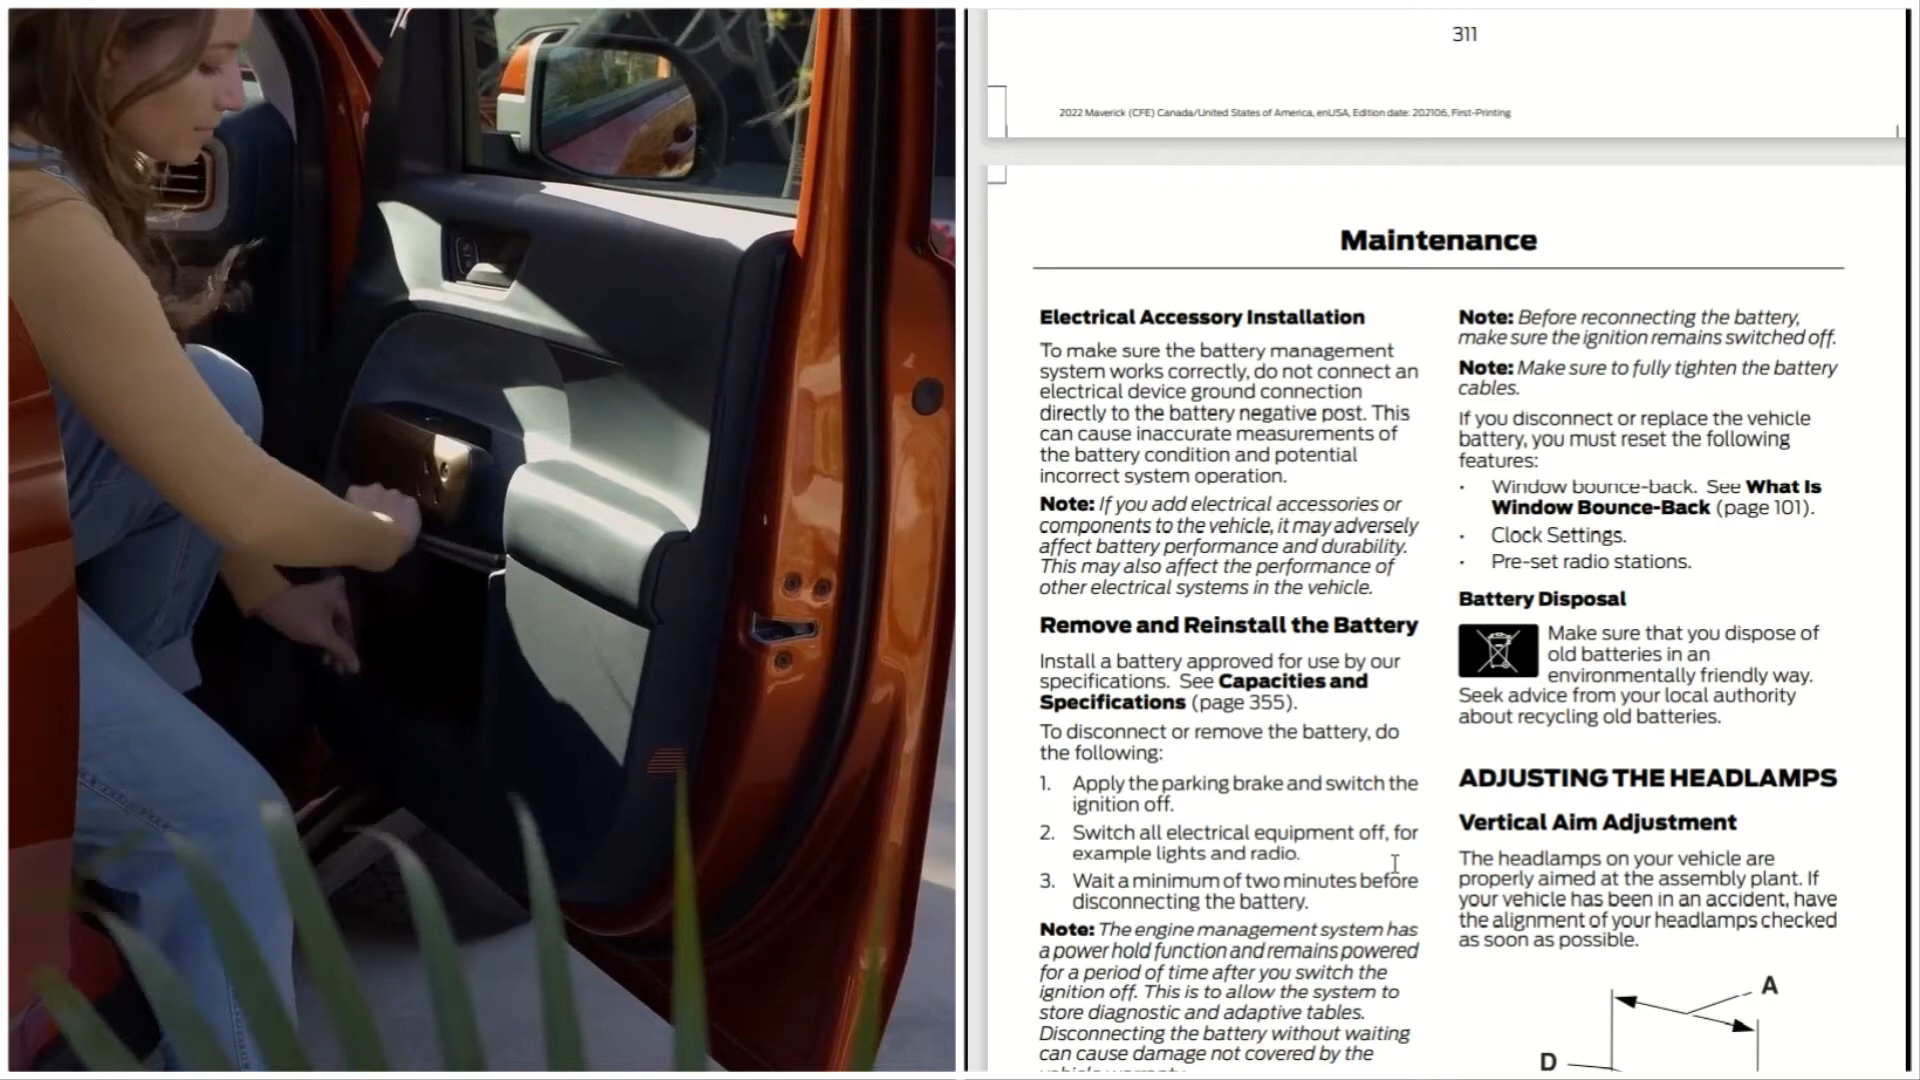 311
2022 Maverick (CFE) Canada/United States of America, enUSA, Edition date: 202106, First-Printing
Maintenance
Electrical Accessory Installation
To make sure the battery management
system works correctly, do not connect an
electrical device ground connection
directly to the battery negative post. This
can cause inaccurate measurements of
the battery condition and potential
incorrect system operation.
Note: If you add electrical accessories or
components to the vehicle, it may adversely
affect battery performance and durability.
This may also affect the performance of
other electrical systems in the vehicle.
Remove and Reinstall the Battery
Install a battery approved for use by our
specifications. See Capacities and
Specifications (page 355).
To disconnect or remove the battery, do
the following:
1. Apply the parking brake and switch the
ignition off.
2. Switch all electrical equipment off, for
example lights and radio.
3. Wait a minimum of two minutes before
disconnecting the battery.
Note: The engine management system has
a power hold function and remains powered
for a period of time after you switch the
ignition off. This is to allow the system to
store diagnostic and adaptive tables.
Disconnecting the battery without waiting
can cause damage not covered by the
Note: Before reconnecting the battery,
make sure the ignition remains switched off.
Note: Make sure to fully tighten the battery
cables.
If you disconnect or replace the vehicle
battery, you must reset the following
features:
· Window bounce-back. See What Is
Window Bounce-Back (page 101).
· Clock Settings.
· Pre-set radio stations.
Battery Disposal
Make sure that you dispose of
old batteries in an
environmentally friendly way.
Seek advice from your local authority
about recycling old batteries.
ADJUSTING THE HEADLAMPS
Vertical Aim Adjustment
The headlamps on your vehicle are
properly aimed at the assembly plant. If
your vehicle has been in an accident, have
the alignment of your headlamps checked
as soon as possible.
A
D